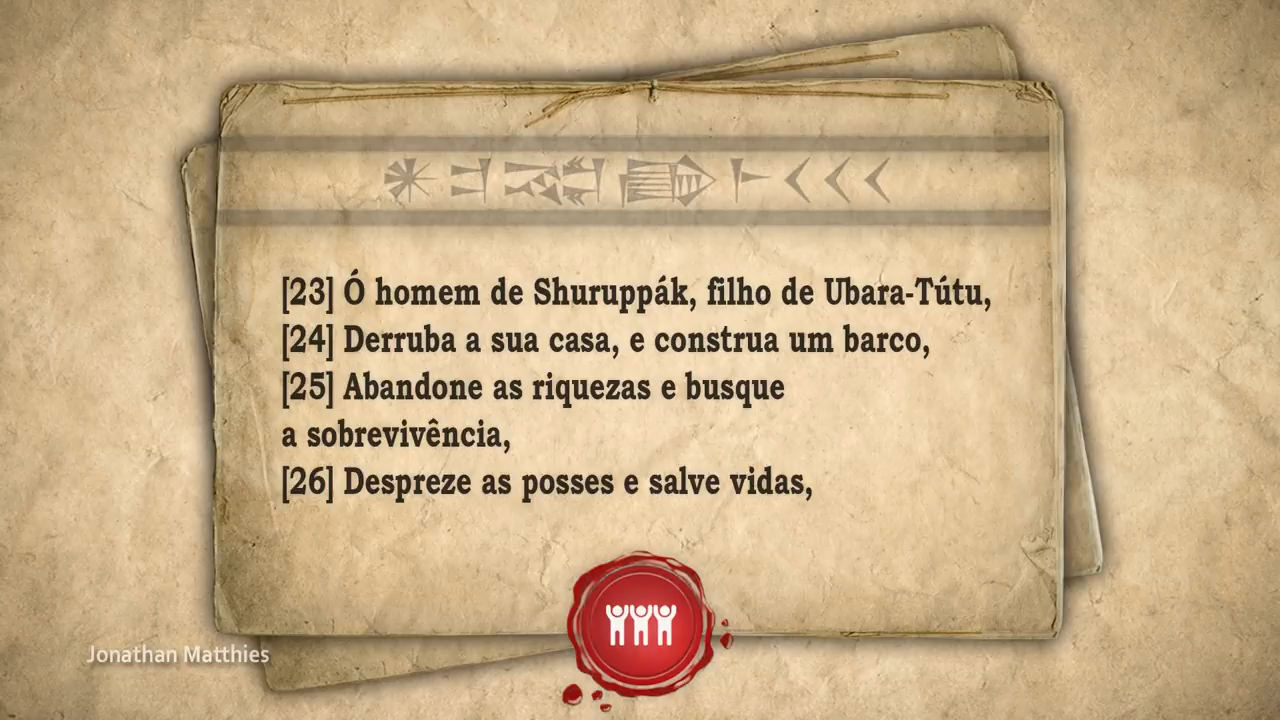 [23] Ó homem de Shuruppák, filho de Ubara-Tútu,
[24] Derruba a sua casa, e construa um barco,
[25] Abandone as riquezas e busque
a sobrevivência,
[26] Despreze as posses e salve vidas,
Jonathan Matthies